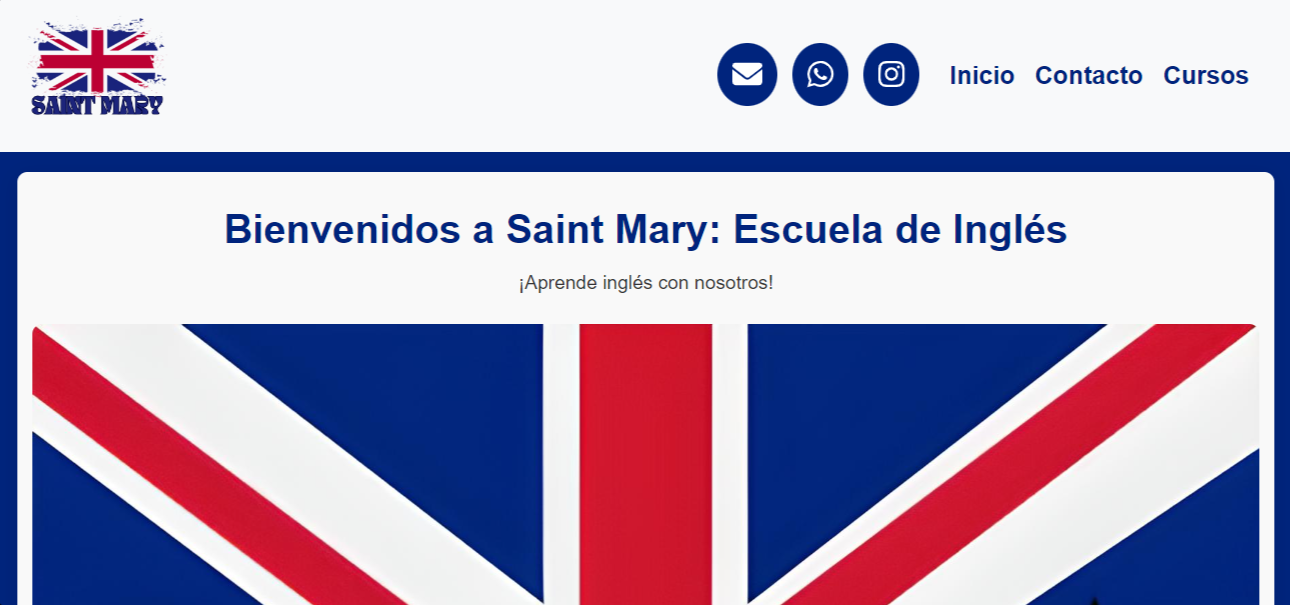 SAINT MARY
Inicio Contacto Cursos
Bienvenidos a Saint Mary: Escuela de Inglés
¡Aprende inglés con nosotros!